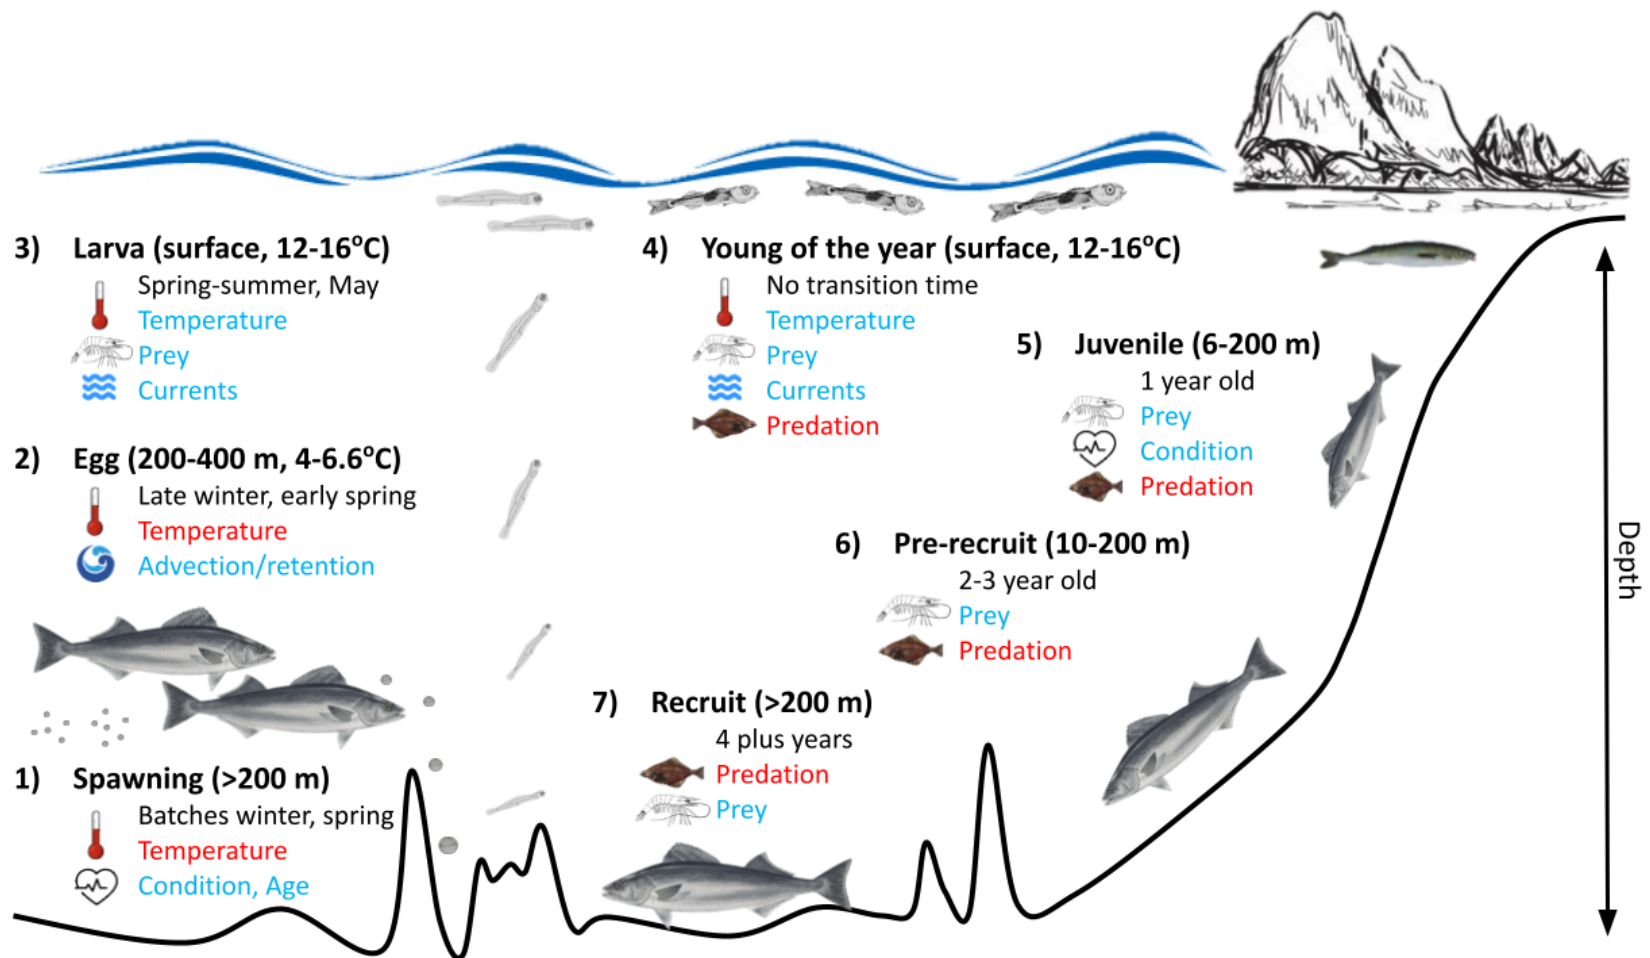 3) Larva (surface, 12-16°C)
Spring-summer, May
Temperature
Prey
Currents
4) Young of the year (surface, 12-16°C)
No transition time
Temperature
Prey
Currents
Predation
5) Juvenile (6-200 m)
1 year old
Prey
Condition
Predation
2) Egg (200-400 m, 4-6.6°C)
Late winter, early spring
Temperature
Advection/retention
6) Pre-recruit (10-200 m)
2-3 year old
Prey
Predation
7) Recruit (>200 m)
4 plus years
Predation
Prey
1) Spawning (>200 m)
Batches winter, spring
Temperature
Condition, Age
Depth